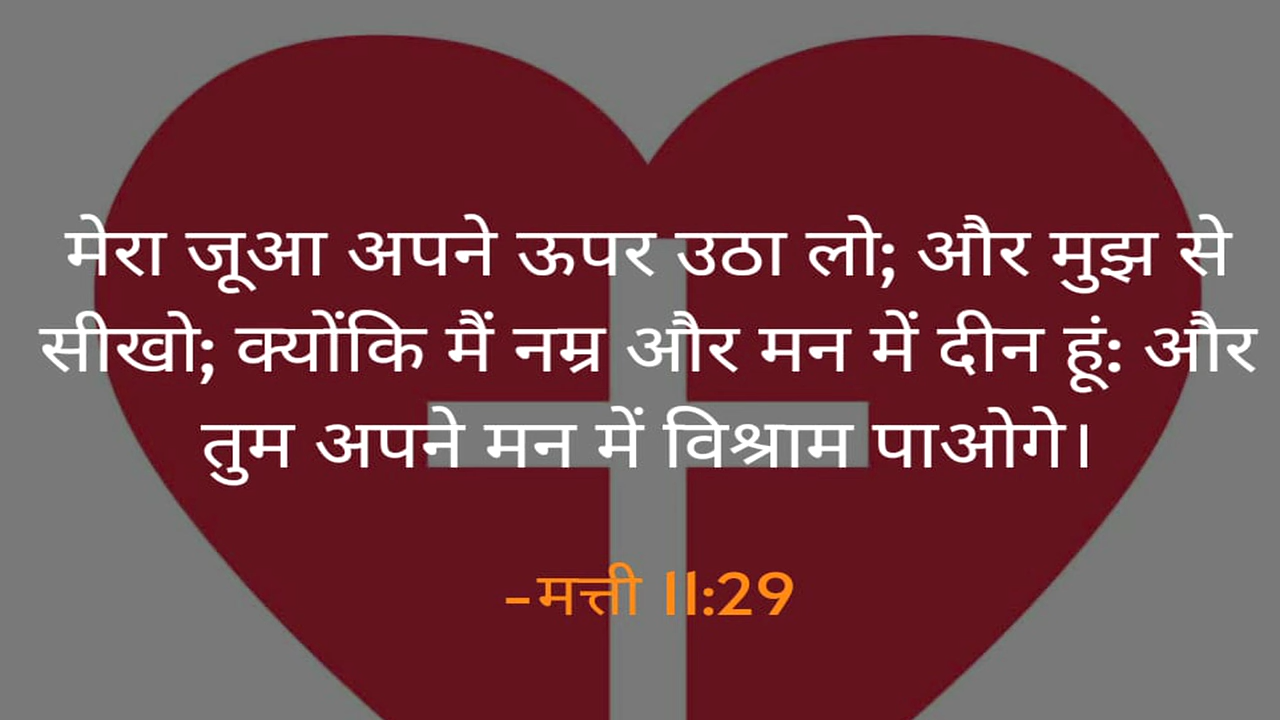 मेरा जूआ अपने ऊपर उठा लो; और मुझ से
सीखो; क्योंकि मैं नम्र और मन में दीन हूं: और
तुम अपने मन में विश्राम पाओगे।
-मत्ती 11:29